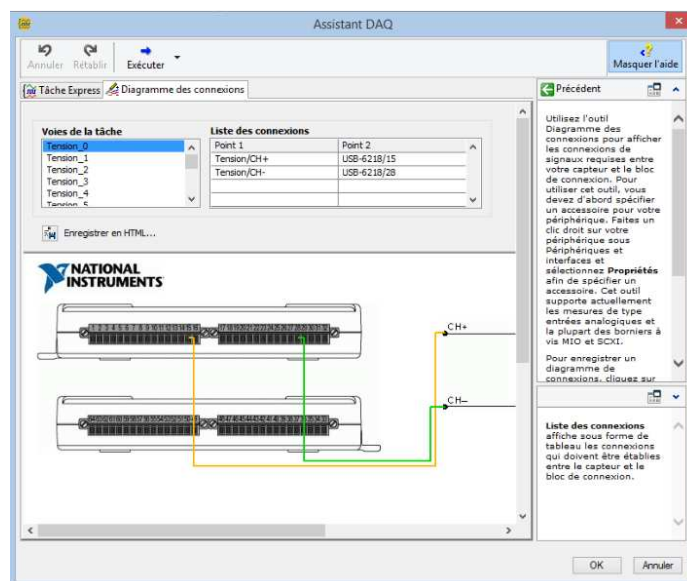 Assistant DAQ
Annuler
Rétablir
Exécuter
Masquer l'aide
Tâche Express
Diagramme des connexions
Voies de la tâche
Tension_0
Tension_1
Tension_2
Tension_3
Tension_4
Tension_5
Liste des connexions
Point 1
Point 2
Tension/CH+
USB-6218/15
Tension/CH-
USB-6218/28
Enregistrer en HTML...
NATIONAL
INSTRUMENTS
CH+
CH–
Précédent
Utilisez l'outil
Diagramme des
connexions pour afficher
les connexions de
signaux requises entre
votre capteur et le bloc
de connexion. Pour
utiliser cet outil, vous
devez d'abord spécifier
un accessoire pour votre
périphérique. Faites un
clic droit sur votre
périphérique sous
Périphériques et
interfaces et
sélectionnez Propriétés
afin de spécifier un
accessoire. Cet outil
supporte actuellement
les mesures de type
entrées analogiques et
la plupart des borniers à
vis MIO et SCXI.
Pour enregistrer un
diagramme de
connexions, cliquez sur
Liste des connexions
affiche sous forme de
tableau les connexions
qui doivent être établies
entre le capteur et le
bloc de connexion.
OK
Annuler